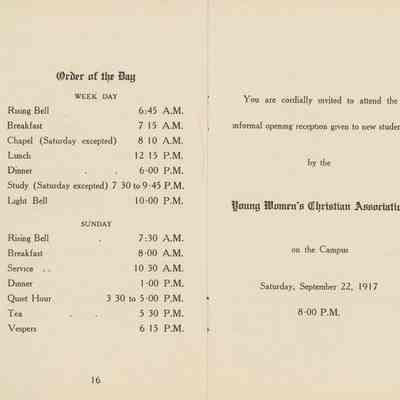 Order of the Day
WEEK DAY
Rising Bell 6:45 A.M.
Breakfast 7 15 A.M.
Chapel (Saturday excepted) 8 10 A.M.
Lunch 12 15 P.M.
Dinner . . 6·00 P.M.
Study (Saturday excepted) 7 30 to 9·45 P.M.
Light Bell 10·00 P.M.
SUNDAY
Rising Bell . 7:30 A.M.
Breakfast 8·00 A.M.
Service . . 10 30 A.M.
Dinner 1·00 P.M.
Quiet Hour 3 30 to 5·00 P.M.
Tea . . 5 30 P.M.
Vespers 6 15 P.M.
16
You are cordially invited to attend the
informal opening reception given to new
by the
Young Women's Christian
on the Campus
Saturday, September 22, 1917
8·00 P.M.